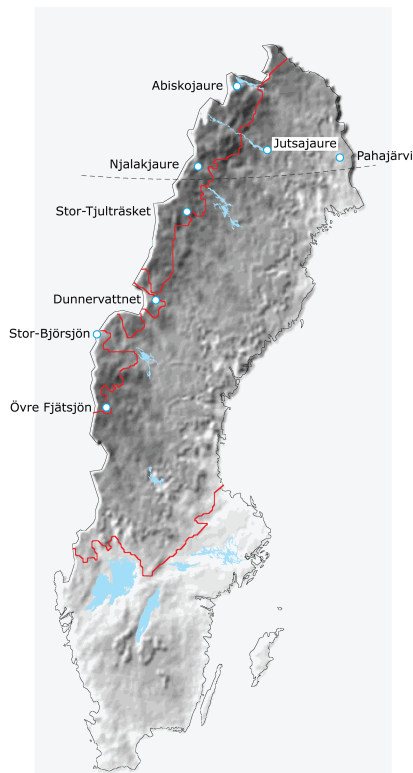 Abiskojaure
Jutsajaure
Pahajärvi
Njalakjaure
Stor-Tjulträsket
Dunnervattnet
Stor-Björsjön
Övre Fjätsjön